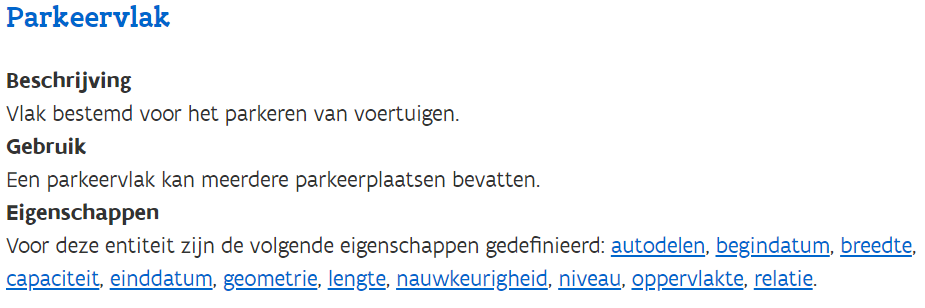 Parkeervlak
Beschrijving
Vlak bestemd voor het parkeren van voertuigen.
Gebruik
Een parkeervlak kan meerdere parkeerplaatsen bevatten.
Eigenschappen
Voor deze entiteit zijn de volgende eigenschappen gedefinieerd: autodelen, begindatum, breedte,
capaciteit, einddatum, geometrie, lengte, nauwkeurigheid, niveau, oppervlakte, relatie.